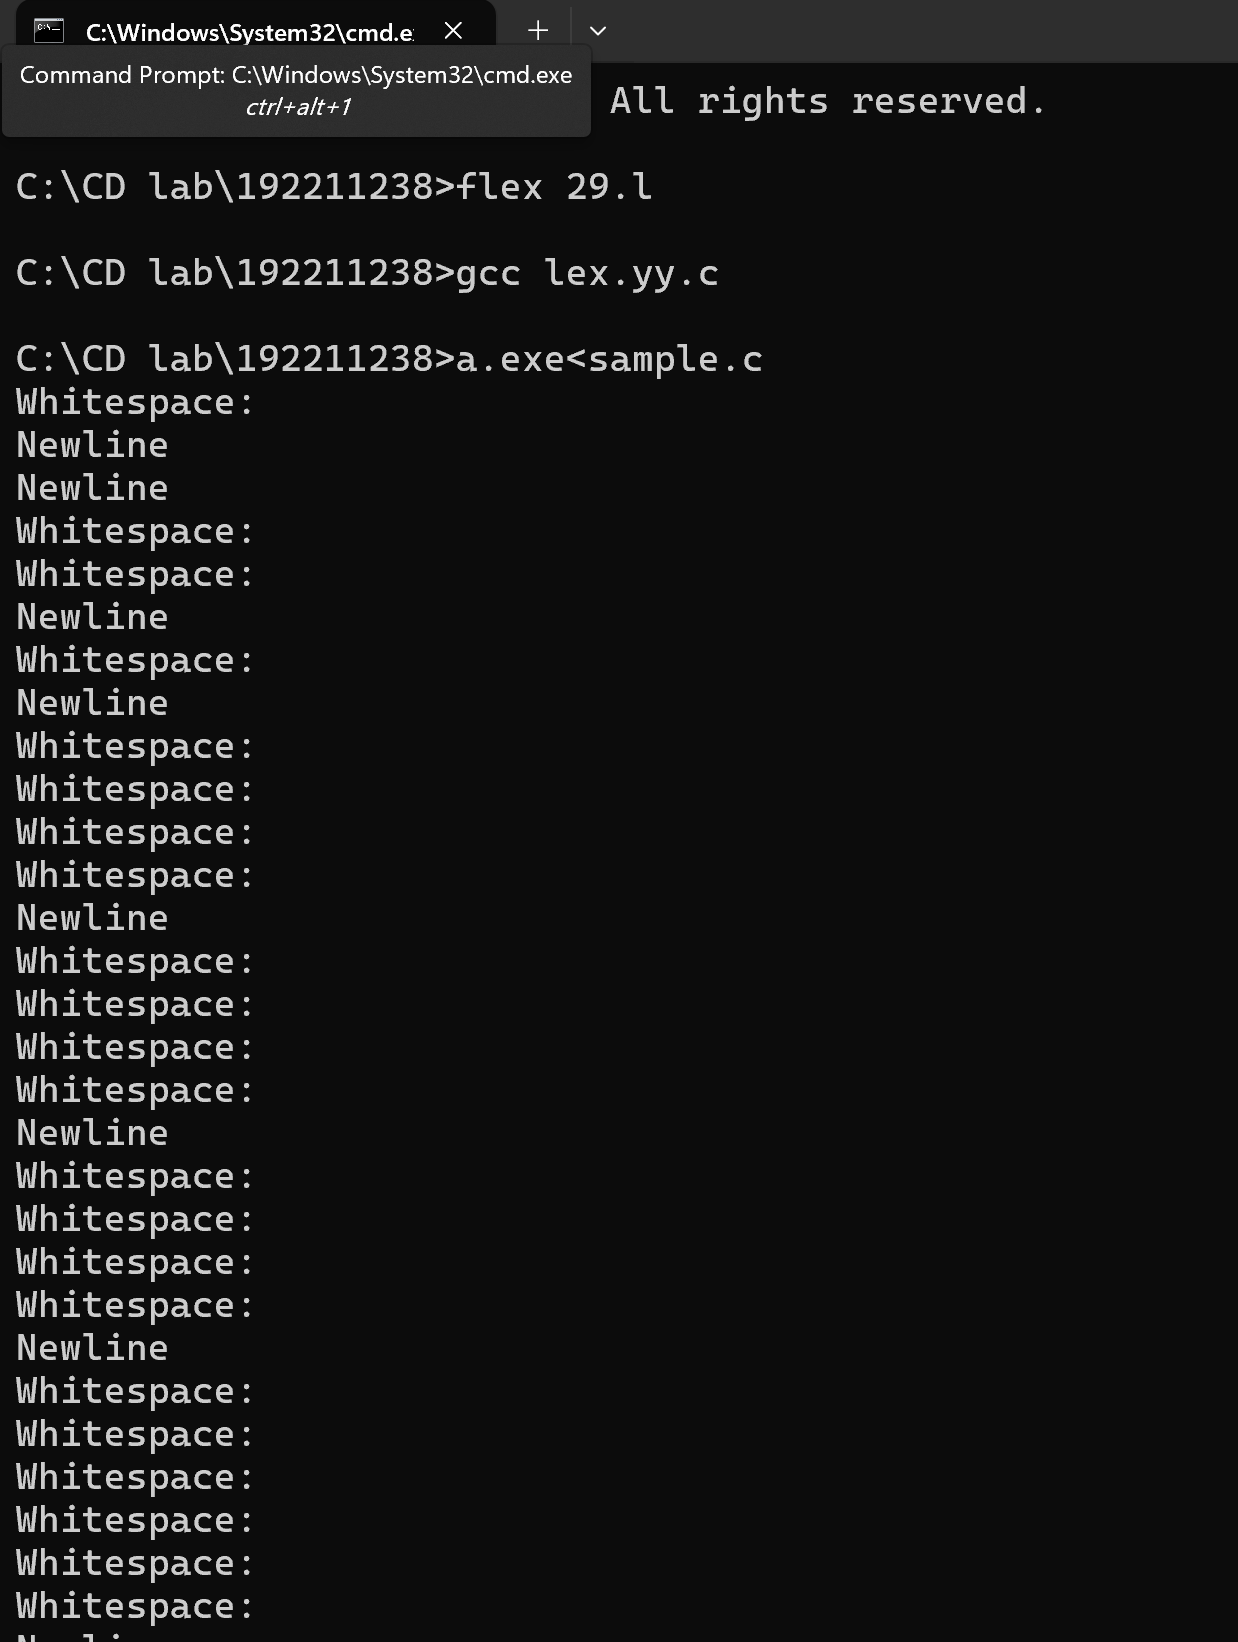 C:\Windows\System32\cmd.e
Command Prompt: C:\Windows\System32\cmd.exe
ctrl+alt+1
All rights reserved.
C:\CD lab\192211238>flex 29.l
C:\CD lab\192211238>gcc lex.yy.c
C:\CD lab\192211238>a.exe<sample.c
Whitespace:
Newline
Newline
Whitespace:
Whitespace:
Newline
Whitespace:
Newline
Whitespace:
Whitespace:
Whitespace:
Whitespace:
Newline
Whitespace:
Whitespace:
Whitespace:
Whitespace:
Newline
Whitespace:
Whitespace:
Whitespace:
Whitespace:
Newline
Whitespace:
Whitespace:
Whitespace:
Whitespace:
Whitespace:
Whitespace: